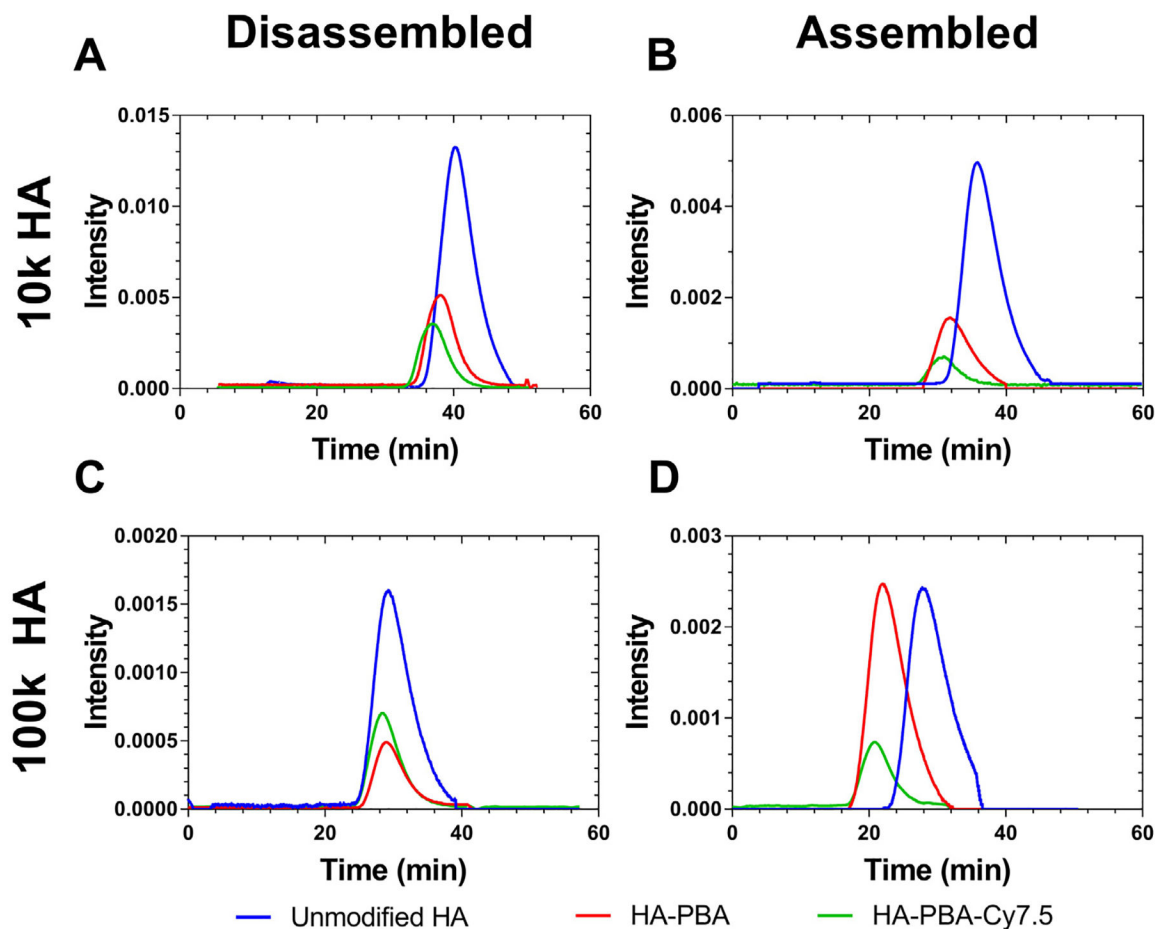 Disassembled
Assembled
A
B
10k HA
Intensity
0.015
0.010
0.005
0.000
0 20 40 60
Time (min)
Intensity
0.006
0.004
0.002
0.000
0 20 40 60
Time (min)
C
D
100k HA
Intensity
0.0020
0.0015
0.0010
0.0005
0.0000
0 20 40 60
Time (min)
Intensity
0.003
0.002
0.001
0.000
0 20 40 60
Time (min)
Unmodified HA
HA-PBA
HA-PBA-Cy7.5